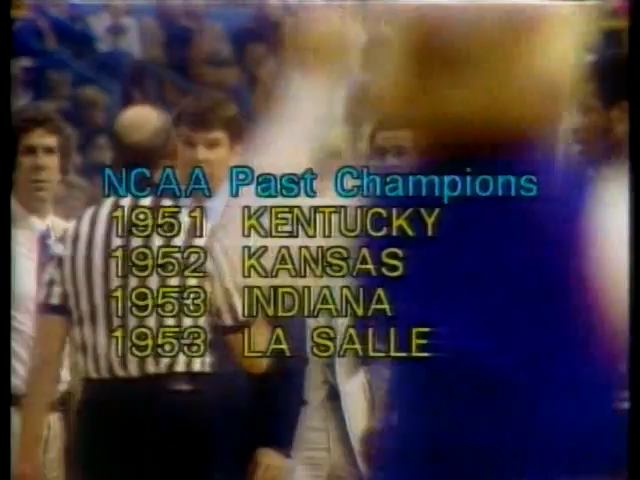 NCAA Past Champions
1951 KENTUCKY
1952 KANSAS
1953 INDIANA
1953 LA SALLE